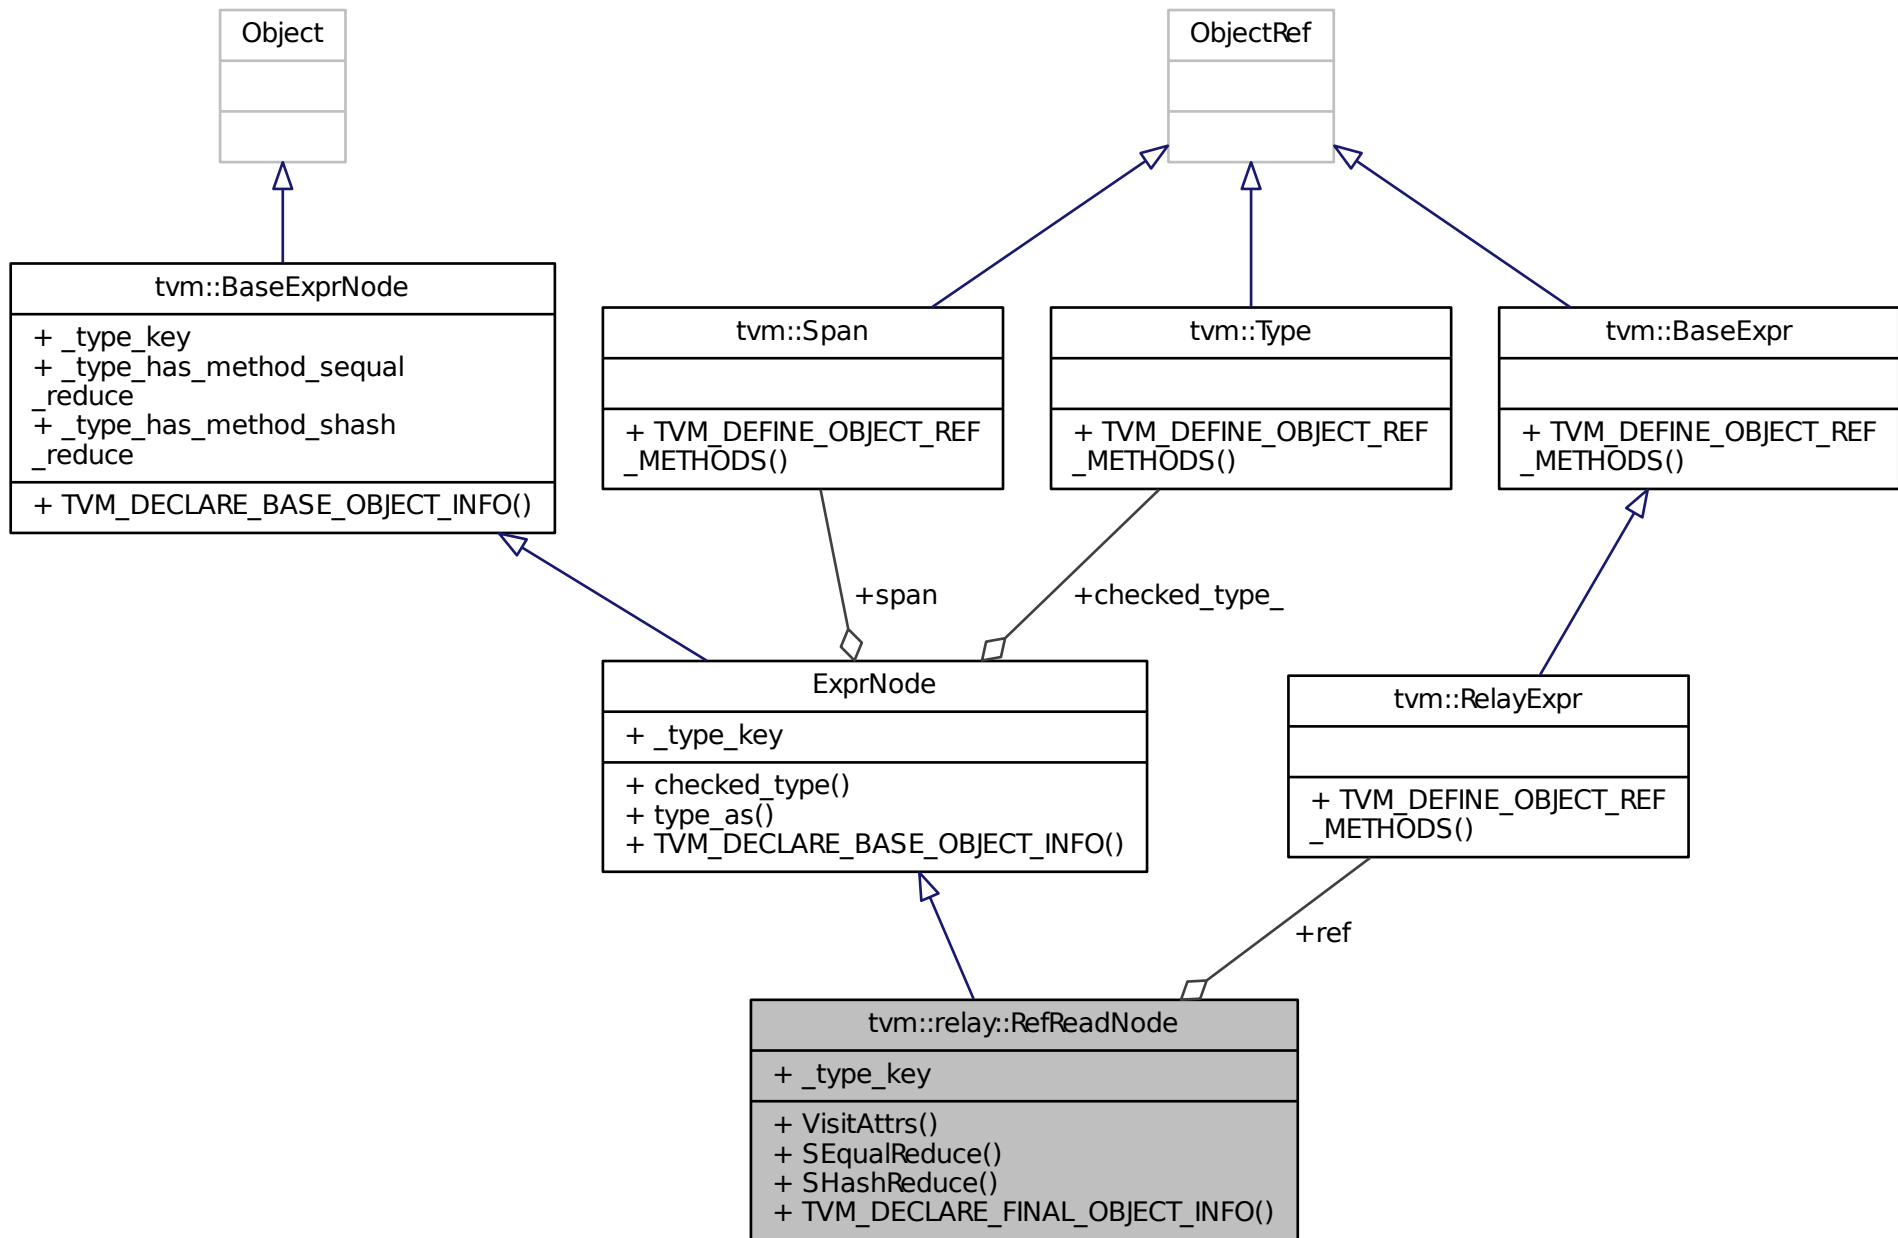 Object
ObjectRef
tvm::BaseExprNode
+ _type_key
+ _type_has_method_sequal
_reduce
+ _type_has_method_shash
_reduce
+ TVM_DECLARE_BASE_OBJECT_INFO()
tvm::Span
+ TVM_DEFINE_OBJECT_REF
_METHODS()
tvm::Type
+ TVM_DEFINE_OBJECT_REF
_METHODS()
tvm::BaseExpr
+ TVM_DEFINE_OBJECT_REF
_METHODS()
+span
+checked_type_
ExprNode
+ _type_key
+ checked_type()
+ type_as()
+ TVM_DECLARE_BASE_OBJECT_INFO()
tvm::RelayExpr
+ TVM_DEFINE_OBJECT_REF
_METHODS()
+ref
tvm::relay::RefReadNode
+ _type_key
+ VisitAttrs()
+ SEqualReduce()
+ SHashReduce()
+ TVM_DECLARE_FINAL_OBJECT_INFO()